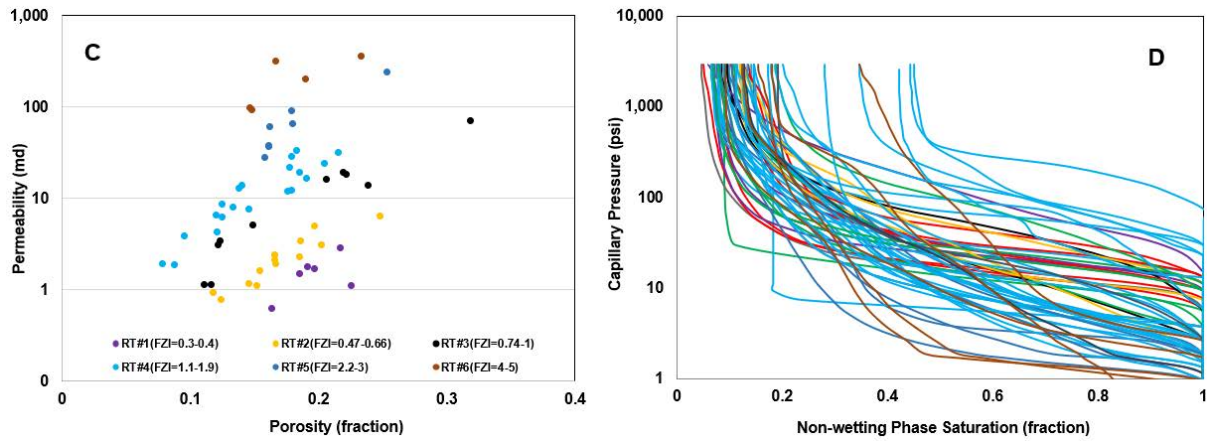 C
1,000
100
10
1
0
Permeability (md)
RT#1(FZI=0.3-0.4) RT#2(FZI=0.47-0.66) RT#3(FZI=0.74-1)
RT#4(FZI=1.1-1.9) RT#5(FZI=2.2-3) RT#6(FZI=4-5)
0 0.1 0.2 0.3 0.4
Porosity (fraction)
D
10,000
1,000
100
10
1
Capillary Pressure (psi)
0 0.2 0.4 0.6 0.8 1
Non-wetting Phase Saturation (fraction)